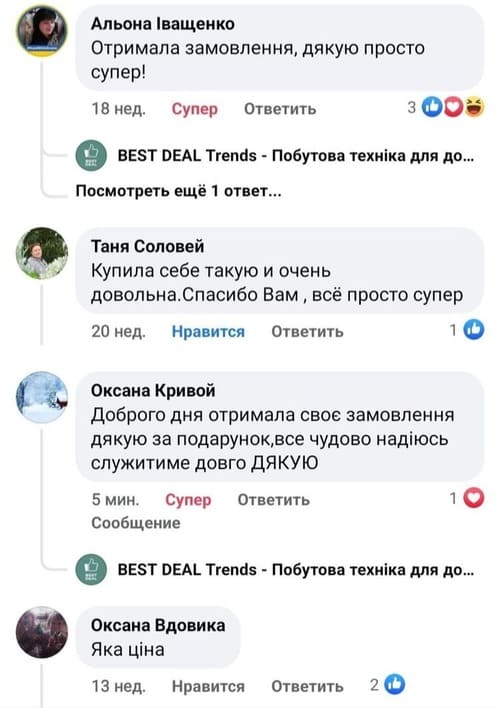 Альона Іващенко
Отримала замовлення, дякую просто
супер!
18 нед. Супер Ответить 3
BEST DEAL Trends - Побутова техніка для до...
Посмотреть ещё 1 ответ...
Таня Соловей
Купила себе такую и очень
довольна.Спасибо Вам , всё просто супер
20 нед. Нравится Ответить 1
Оксана Кривой
Доброго дня отримала своє замовлення
дякую за подарунок,все чудово надіюсь
служитиме довго ДЯКУЮ
5 мин. Супер Ответить 1
Сообщение
BEST DEAL Trends - Побутова техніка для до...
Оксана Вдовика
Яка ціна
13 нед. Нравится Ответить 2